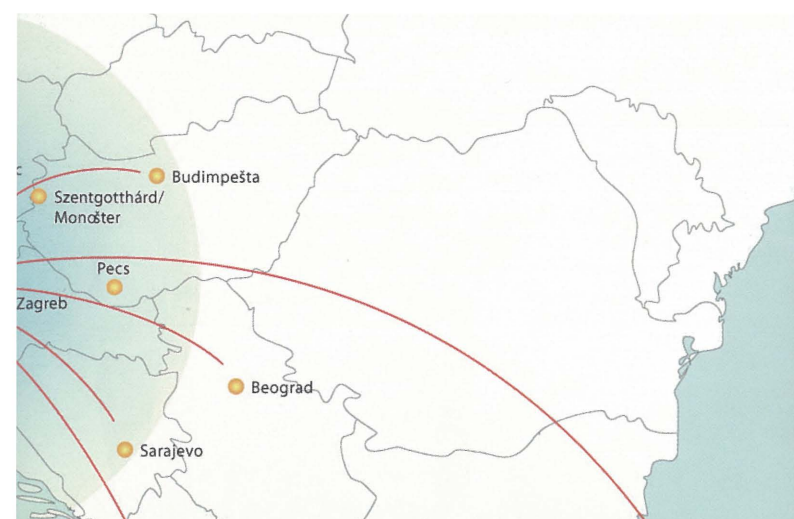 c
Budimpešta
Szentgotthárd/
Monošter
Pecs
Zagreb
Beograd
Sarajevo